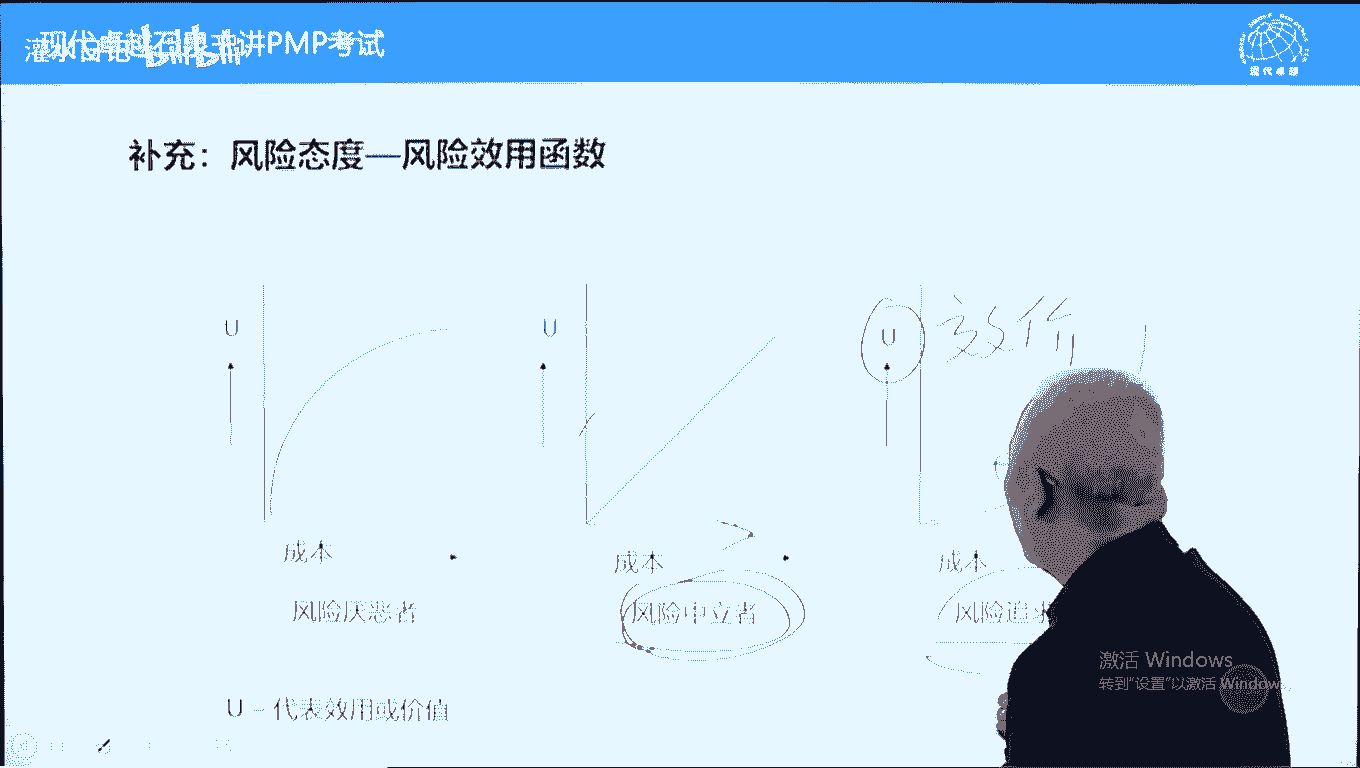 讲PMP考试
现代卓越
补充：风险态度—风险效用函数
U
U
U
效价
成本
成本
成本
风险厌恶者
风险中立者
风险追求
激活 Windows
转到"设置"以激活 Windows。
U – 代表效用或价值